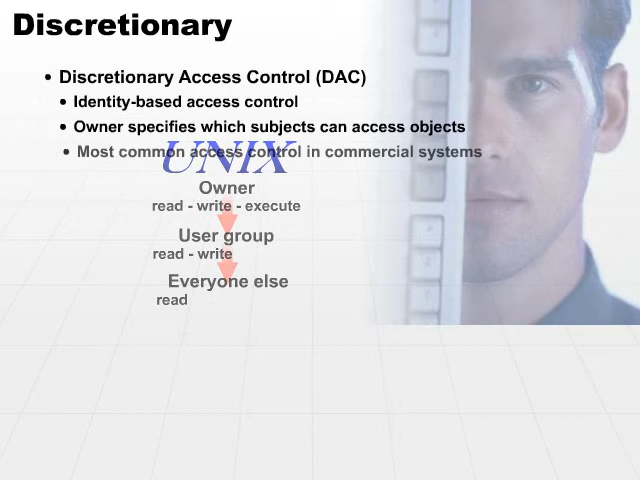 Discretionary
• Discretionary Access Control (DAC)
• Identity-based access control
• Owner specifies which subjects can access objects
• Most common access control in commercial systems
UNIX
Owner
read - write - execute
User group
read - write
Everyone else
read